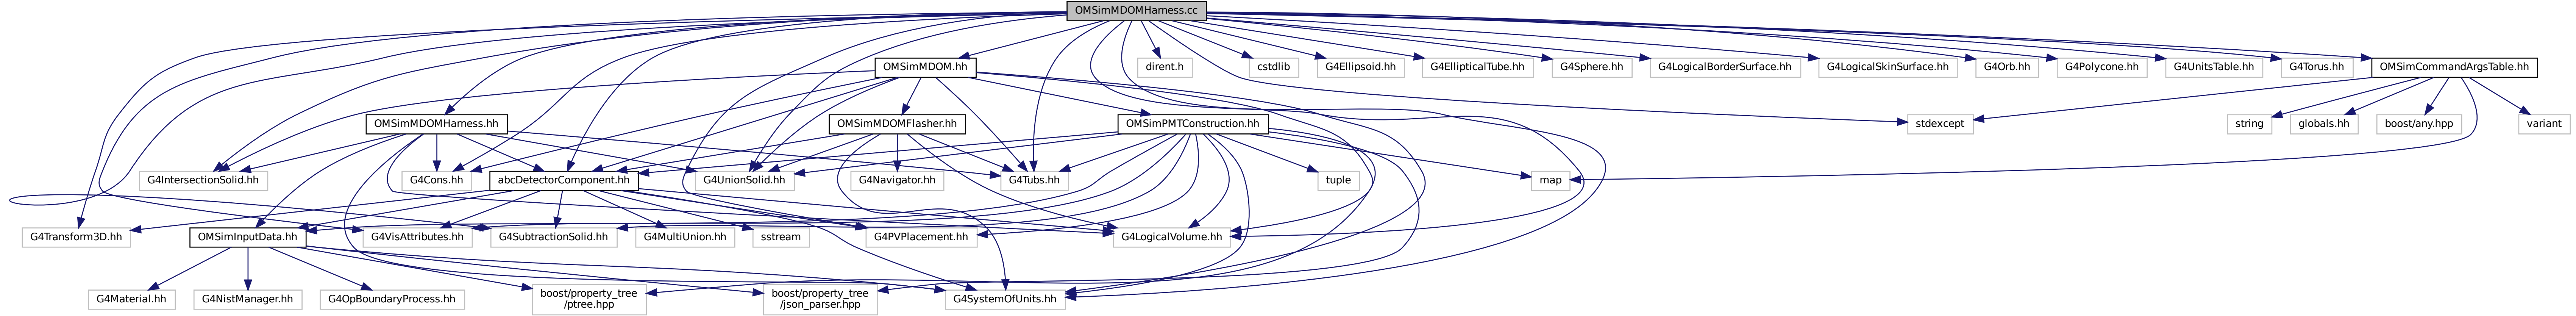 OMSimMDOMHarness.cc
OMSimMDOM.hh
dirent.h
cstdlib
G4Ellipsoid.hh
G4EllipticalTube.hh
G4Sphere.hh
G4LogicalBorderSurface.hh
G4LogicalSkinSurface.hh
G4Orb.hh
G4Polycone.hh
G4UnitsTable.hh
G4Torus.hh
OMSimCommandArgsTable.hh
OMSimMDOMHarness.hh
OMSimMDOMFlasher.hh
OMSimPMTConstruction.hh
stdexcept
string
globals.hh
boost/any.hpp
variant
G4IntersectionSolid.hh
G4Cons.hh
abcDetectorComponent.hh
G4UnionSolid.hh
G4Navigator.hh
G4Tubs.hh
tuple
map
G4Transform3D.hh
OMSimInputData.hh
G4VisAttributes.hh
G4SubtractionSolid.hh
G4MultiUnion.hh
sstream
G4PVPlacement.hh
G4LogicalVolume.hh
G4Material.hh
G4NistManager.hh
G4OpBoundaryProcess.hh
boost/property_tree
/ptree.hpp
boost/property_tree
/json_parser.hpp
G4SystemOfUnits.hh